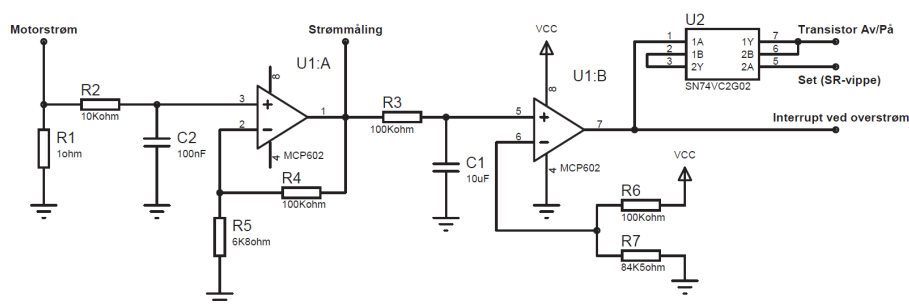 Motorstrøm
Strømmåling
VCC
U2
Transistor Av/På
1 1A 1Y 7
2 1B 2B 6
3 2Y 2A 5
SN74VC2G02
Set (SR-vippe)
Interrupt ved overstrøm
R2
10Kohm
R1
1ohm
C2
100nF
U1:A
8
3
2
1
4
MCP602
R3
100Kohm
R4
100Kohm
R5
6K8ohm
C1
10uF
U1:B
8
5
6
7
4
MCP602
VCC
R6
100Kohm
R7
84K5ohm